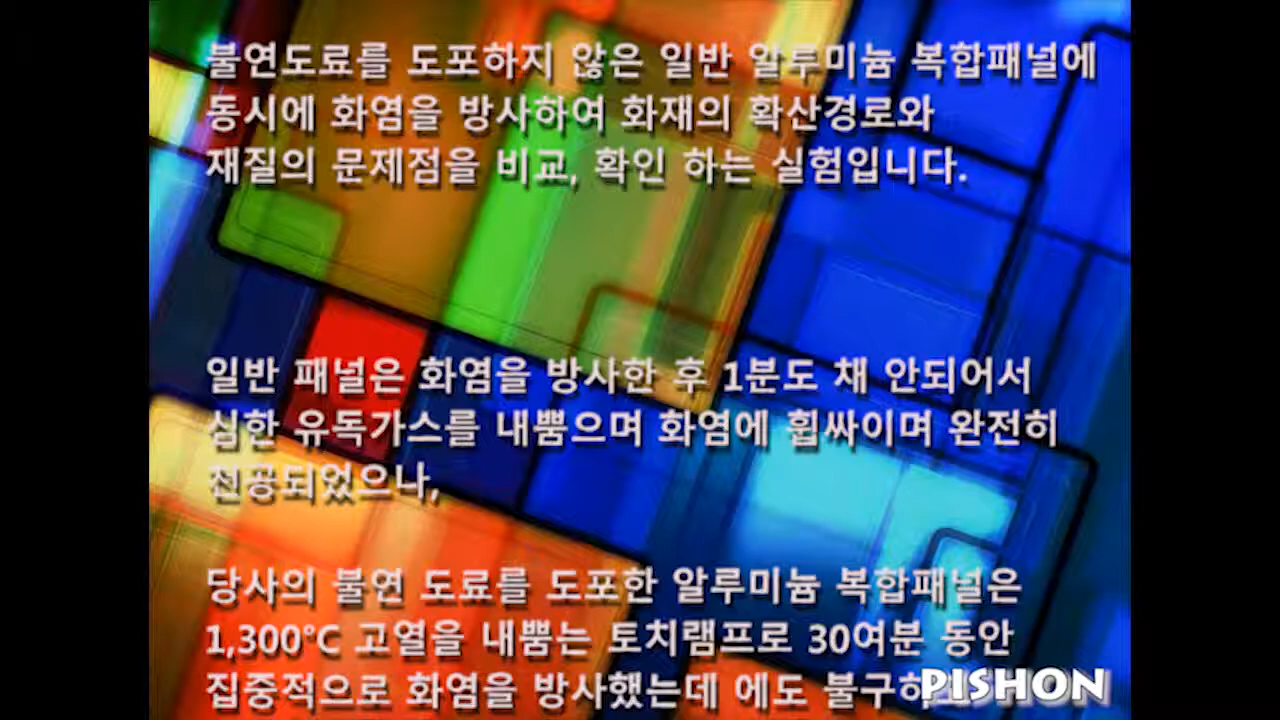 불연도료를 도포하지 않은 일반 알루미늄 복합패널에
동시에 화염을 방사하여 화재의 확산경로와
재질의 문제점을 비교, 확인 하는 실험입니다.
일반 패널은 화염을 방사한 후 1분도 채 안되어서
심한 유독가스를 내뿜으며 화염에 휩싸이며 완전히
천공되었으나,
당사의 불연 도료를 도포한 알루미늄 복합패널은
1,300°C 고열을 내뿜는 토치램프로 30여분 동안
집중적으로 화염을 방사했는데 에도
PISHON